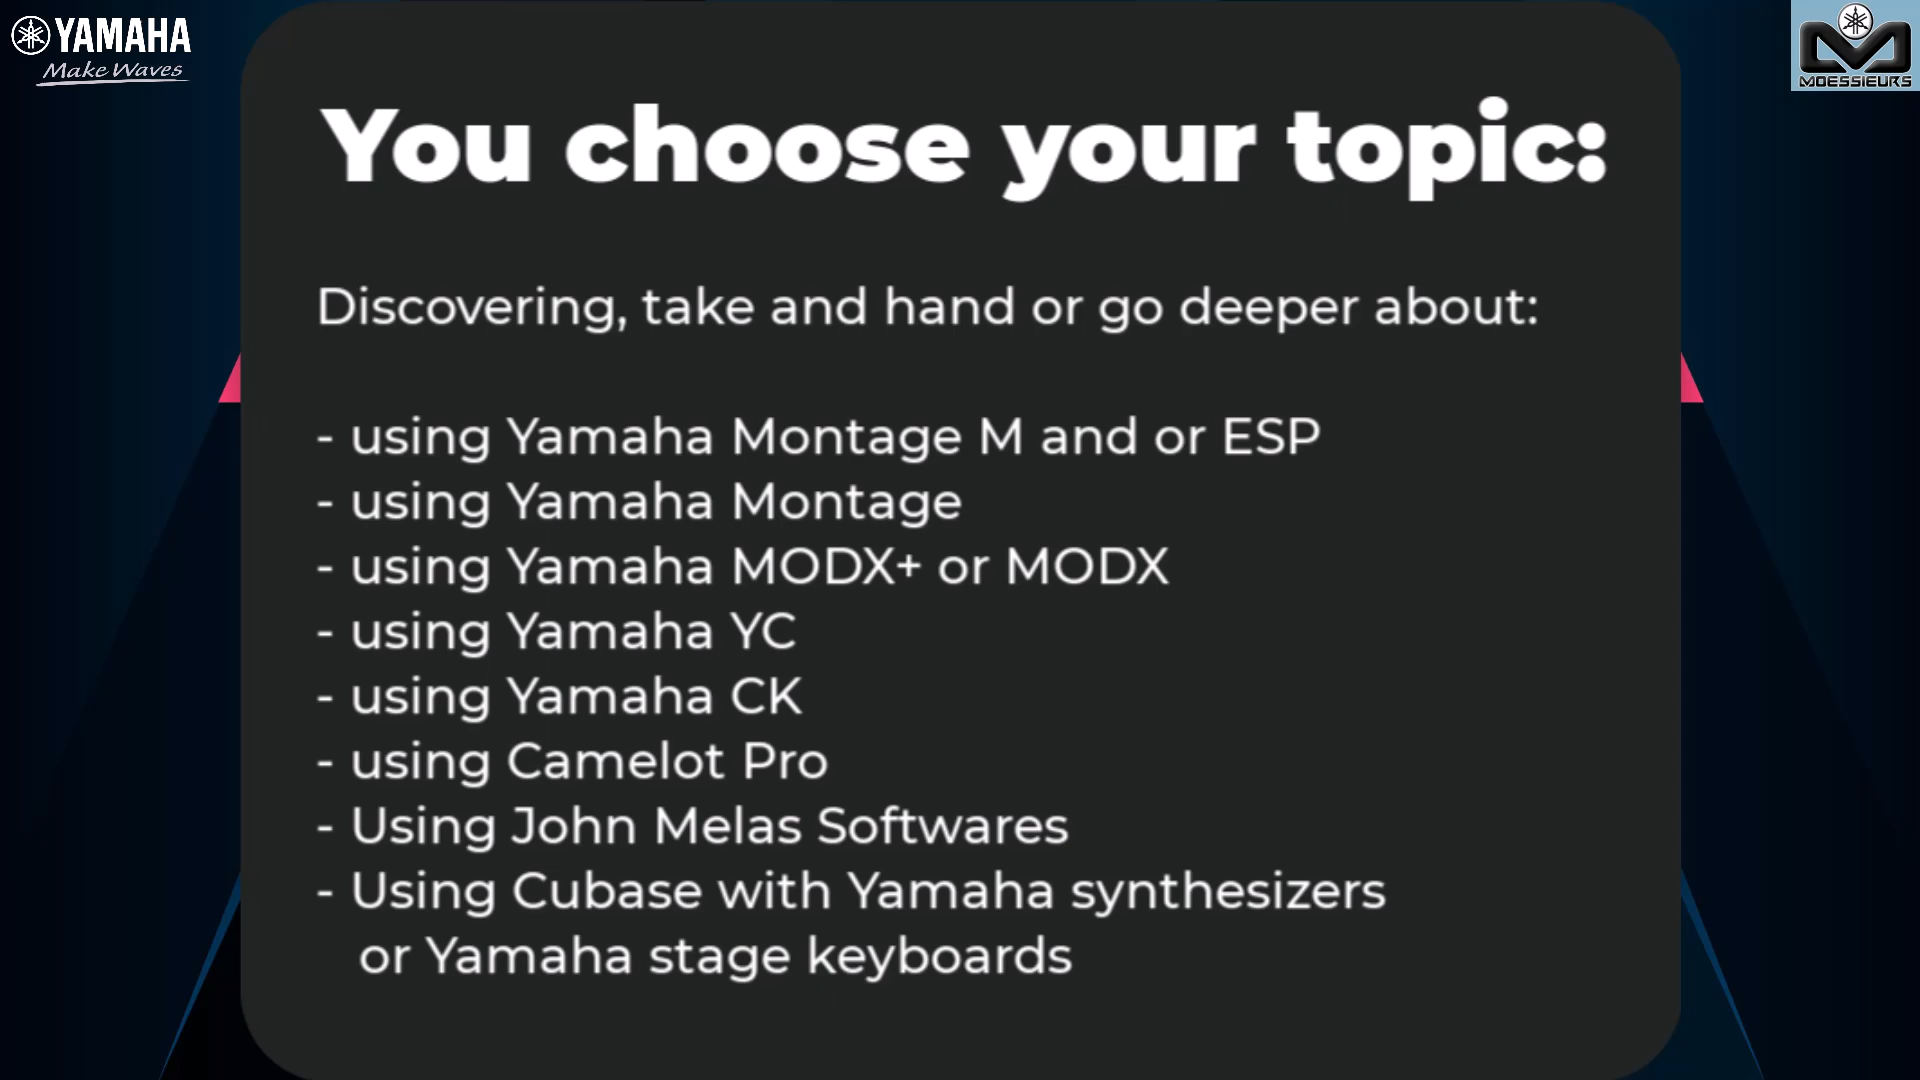 YAMAHA
Make Waves
MOESSIEURS
You choose your topic:
Discovering, take and hand or go deeper about:
- using Yamaha Montage M and or ESP
- using Yamaha Montage
- using Yamaha MODX+ or MODX
- using Yamaha YC
- using Yamaha CK
- using Camelot Pro
- Using John Melas Softwares
- Using Cubase with Yamaha synthesizers
or Yamaha stage keyboards